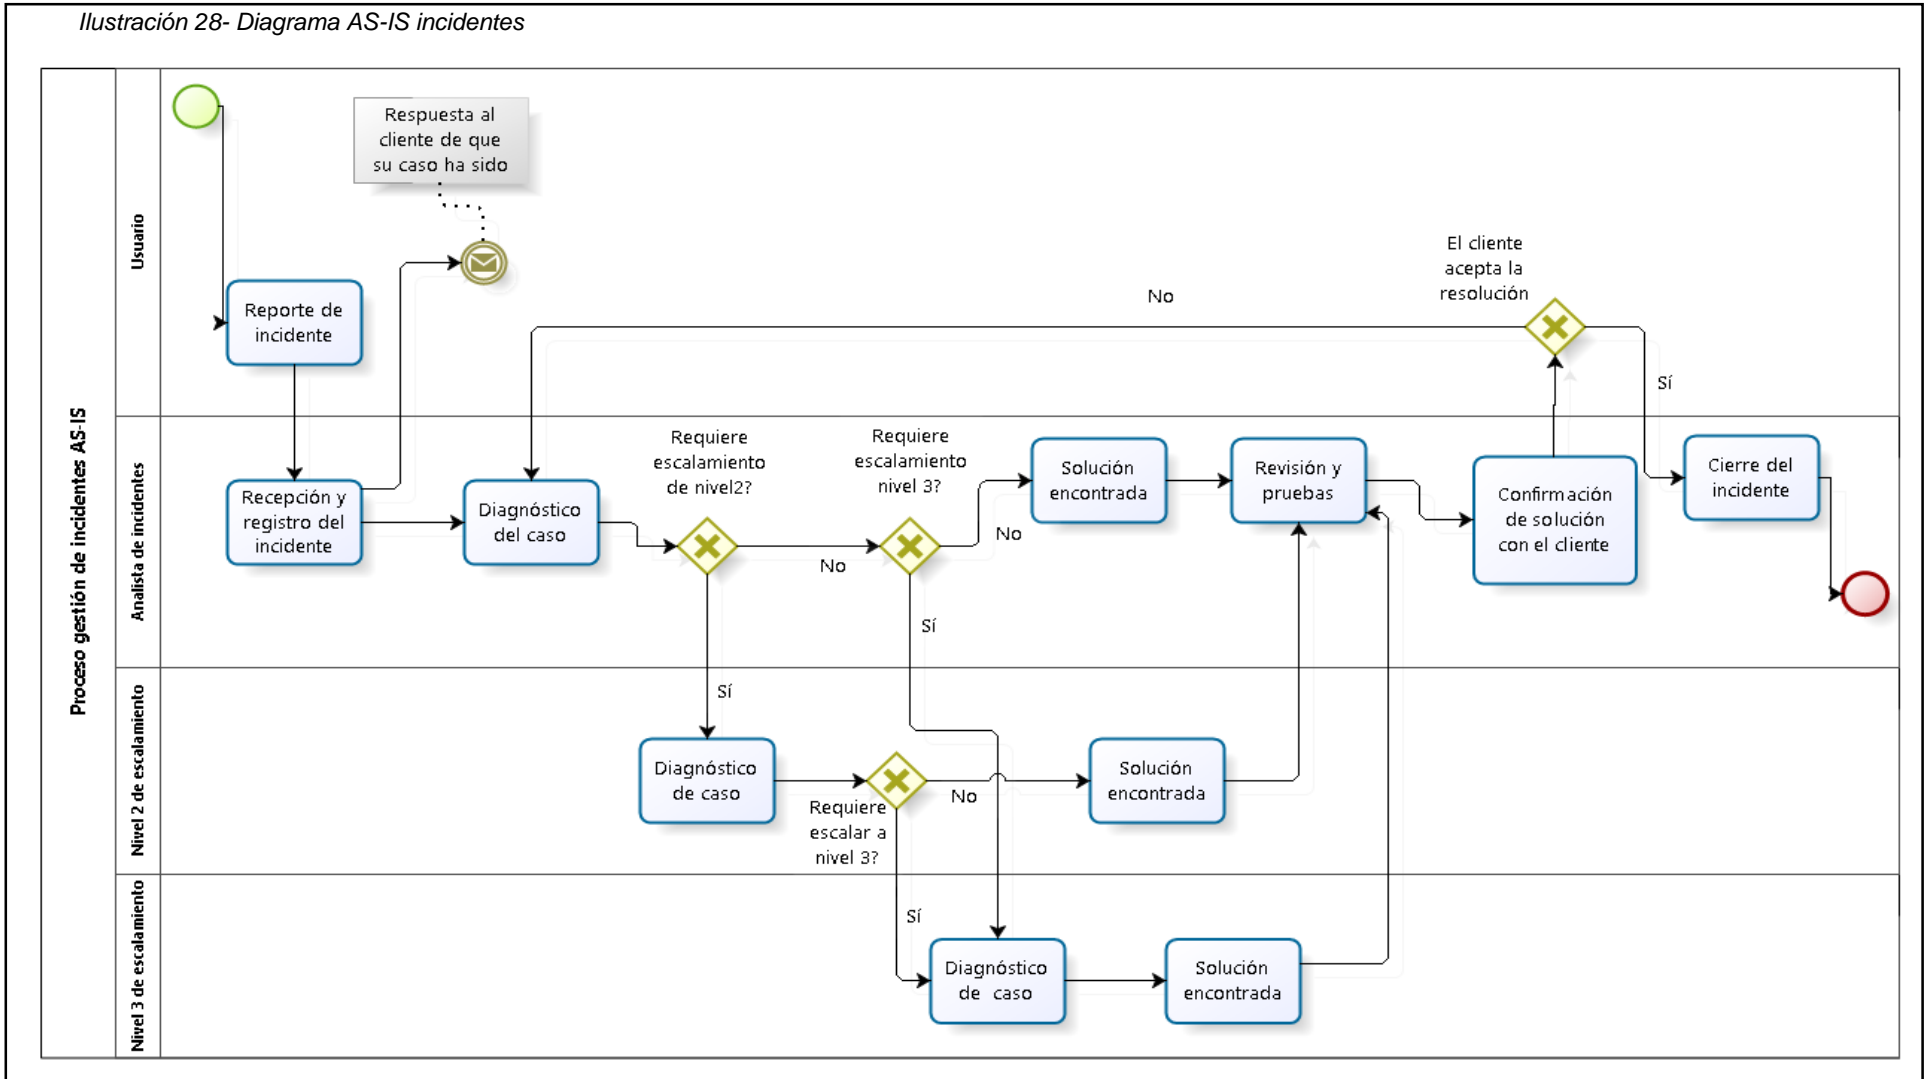 Ilustración 28- Diagrama AS-IS incidentes
Proceso gestión de incidentes AS-IS
Usuario
Respuesta al
cliente de que
su caso ha sido
Reporte de
incidente
El cliente
acepta la
resolución
No
Sí
Analista de incidentes
Recepción y
registro del
incidente
Diagnóstico
del caso
Requiere
escalamiento
de nivel2?
No
Sí
Requiere
escalamiento
nivel 3?
No
Sí
Solución
encontrada
Revisión y
pruebas
Confirmación
de solución
con el cliente
Cierre del
incidente
Nivel 2 de escalamiento
Diagnóstico
de caso
Requiere
escalar a
nivel 3?
No
Sí
Solución
encontrada
Nivel 3 de escalamiento
Diagnóstico
de caso
Solución
encontrada